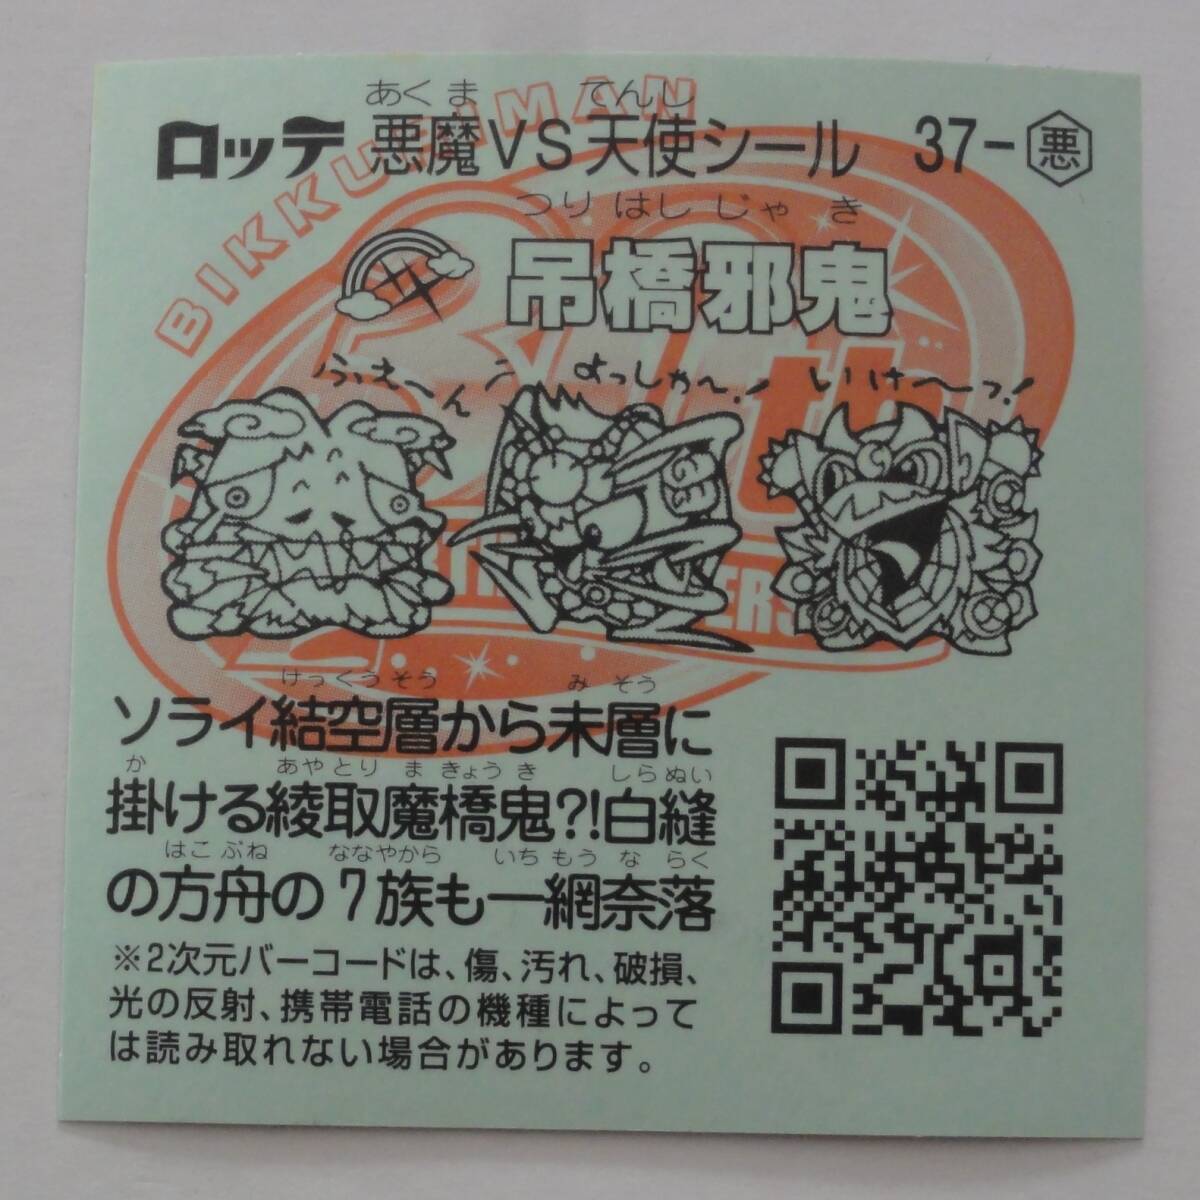 BIKKURIMAN
あくま てんし
ロッテ 悪魔VS天使シール 37-悪
つり はし じゃ き
吊橋邪鬼
30th
ふえ〜ん よっしゃ〜! いけ〜っ!
33
けっくうそう みそう
ソライ結空層から末層に
か あやとり まきょうき しらぬい
掛ける綾取魔橋鬼?!白縫
はこぶね ななやから いちもうならく
の方舟の7族も一網奈落
※2次元バーコードは、傷、汚れ、破損、
光の反射、携帯電話の機種によって
は読み取れない場合があります。